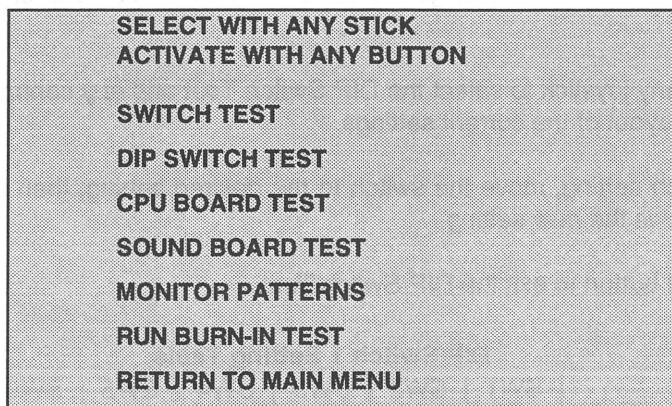 SELECT WITH ANY STICK
ACTIVATE WITH ANY BUTTON
SWITCH TEST
DIP SWITCH TEST
CPU BOARD TEST
SOUND BOARD TEST
MONITOR PATTERNS
RUN BURN-IN TEST
RETURN TO MAIN MENU